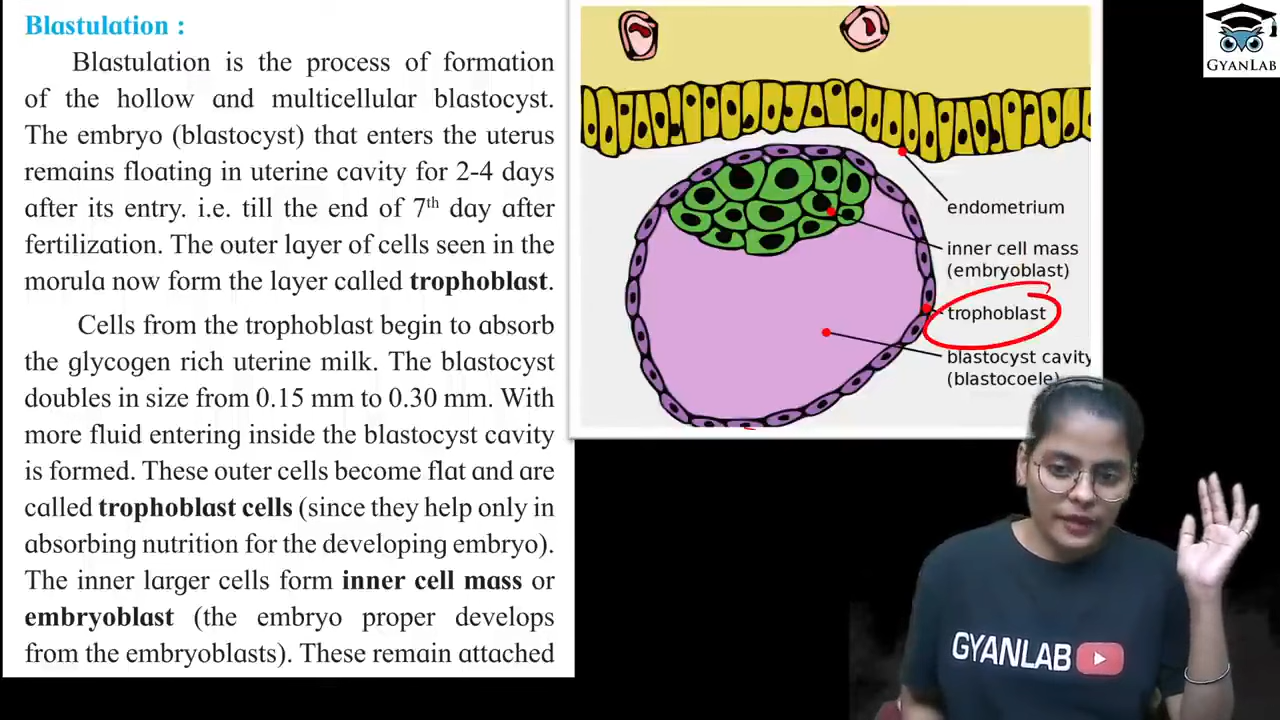 Blastulation :
Blastulation is the process of formation
of the hollow and multicellular blastocyst.
The embryo (blastocyst) that enters the uterus
remains floating in uterine cavity for 2-4 days
after its entry. i.e. till the end of 7th day after
fertilization. The outer layer of cells seen in the
morula now form the layer called trophoblast.
Cells from the trophoblast begin to absorb
the glycogen rich uterine milk. The blastocyst
doubles in size from 0.15 mm to 0.30 mm. With
more fluid entering inside the blastocyst cavity
is formed. These outer cells become flat and are
called trophoblast cells (since they help only in
absorbing nutrition for the developing embryo).
The inner larger cells form inner cell mass or
embryoblast (the embryo proper develops
from the embryoblasts). These remain attached
endometrium
inner cell mass
(embryoblast)
trophoblast
blastocyst cavity
(blastocoele)
GYANLAB
GYANLAB